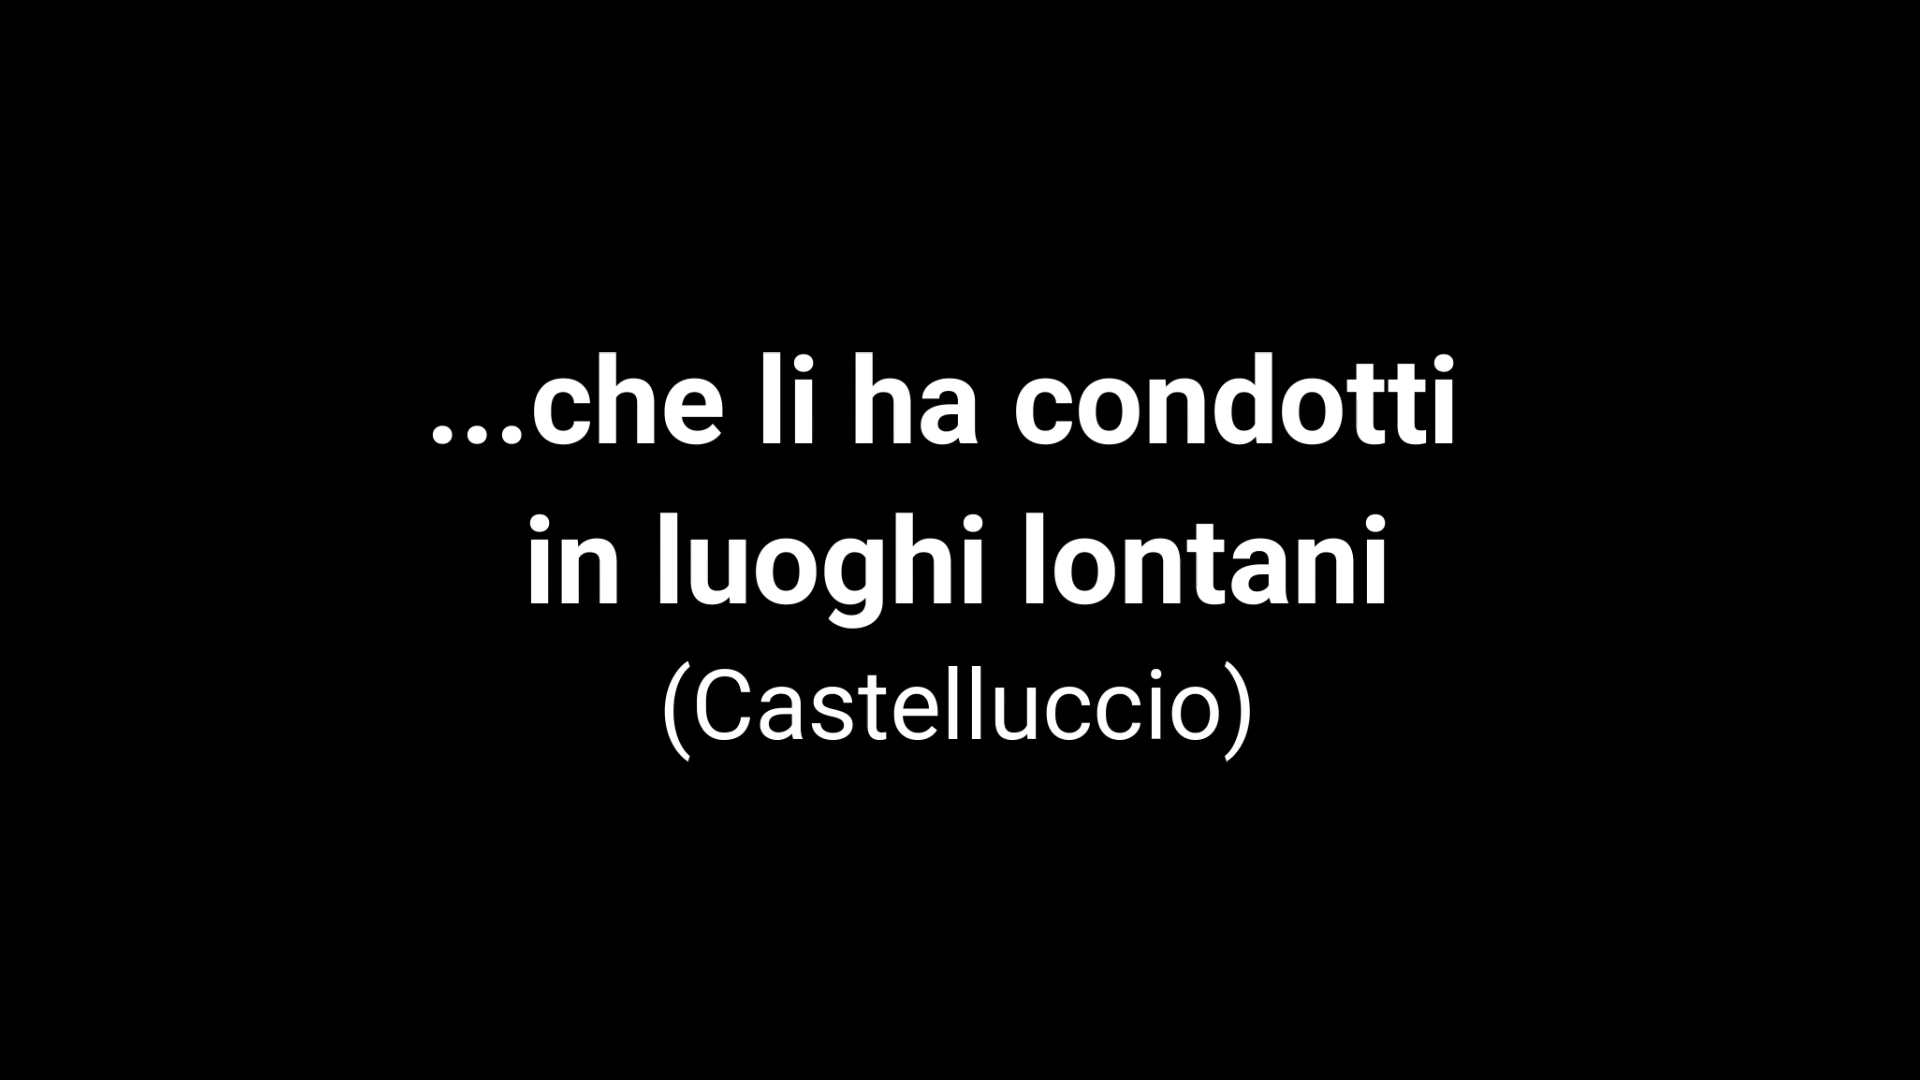 ...che li ha condotti
in luoghi lontani
(Castelluccio)